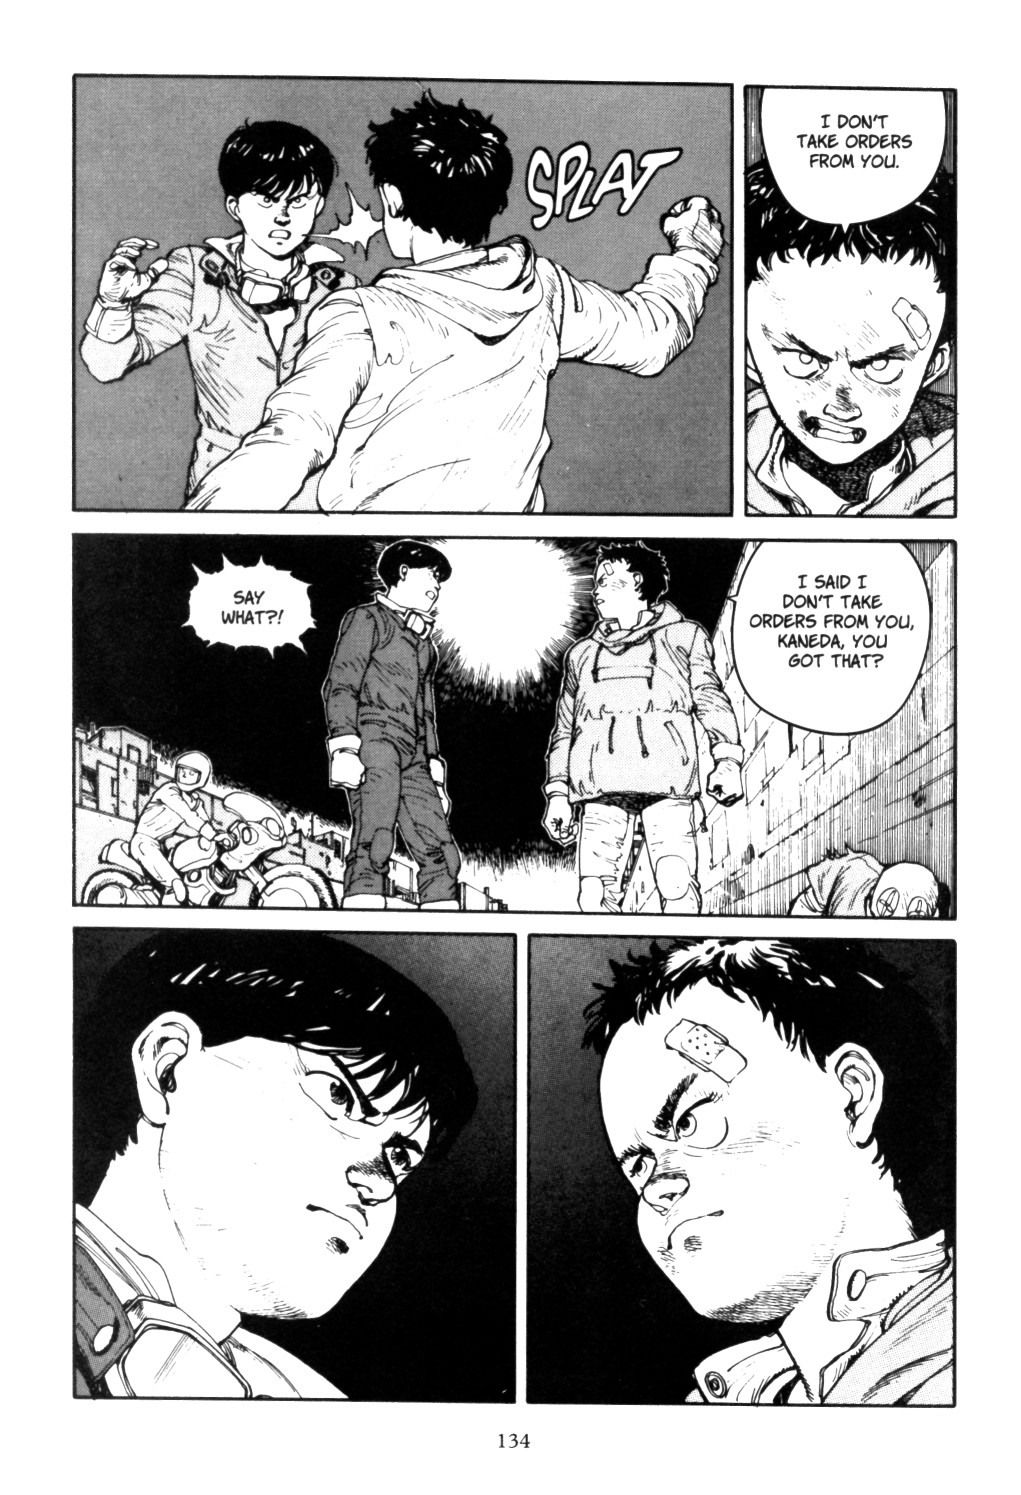 SPLAT
I DON'T
TAKE ORDERS
FROM YOU.
SAY
WHAT?!
I SAID I
DON'T TAKE
ORDERS FROM YOU,
KANEDA, YOU
GOT THAT?
134